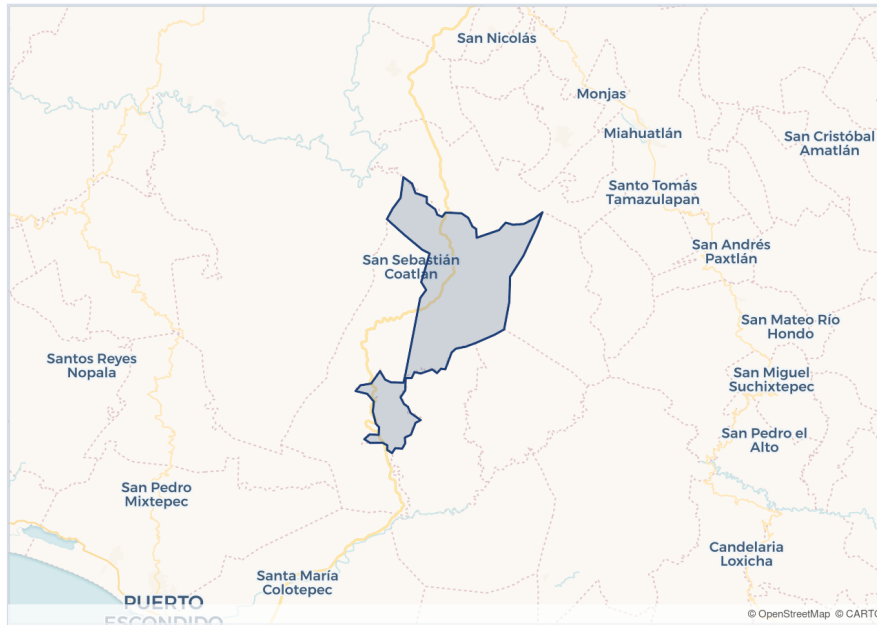 San Nicolás
Monjas
Miahuatlán
San Cristóbal
Amatlán
Santo Tomás
Tamazulapan
San Andrés
Paxtlán
San Sebastián
Coatlán
San Mateo Río
Hondo
Santos Reyes
Nopala
San Miguel
Suchixtepec
San Pedro el
Alto
San Pedro
Mixtepec
Candelaria
Loxicha
Santa María
Colotepec
PUERTO
ESCONDIDO
© OpenStreetMap © CARTO